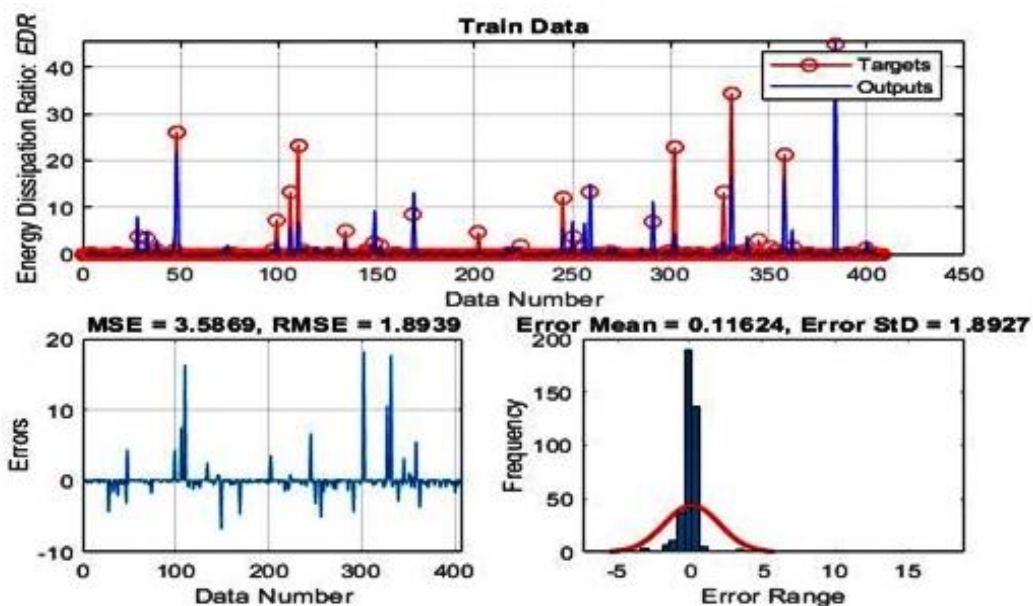 Train Data
Energy Dissipation Ratio: EDR
40
30
20
10
0
Targets
Outputs
0 50 100 150 200 250 300 350 400 450
Data Number
MSE = 3.5869, RMSE = 1.8939
Errors
20
10
0
-10
0 100 200 300 400
Data Number
Error Mean = 0.11624, Error StD = 1.8927
Frequency
200
150
100
50
0
-5 0 5 10 15
Error Range